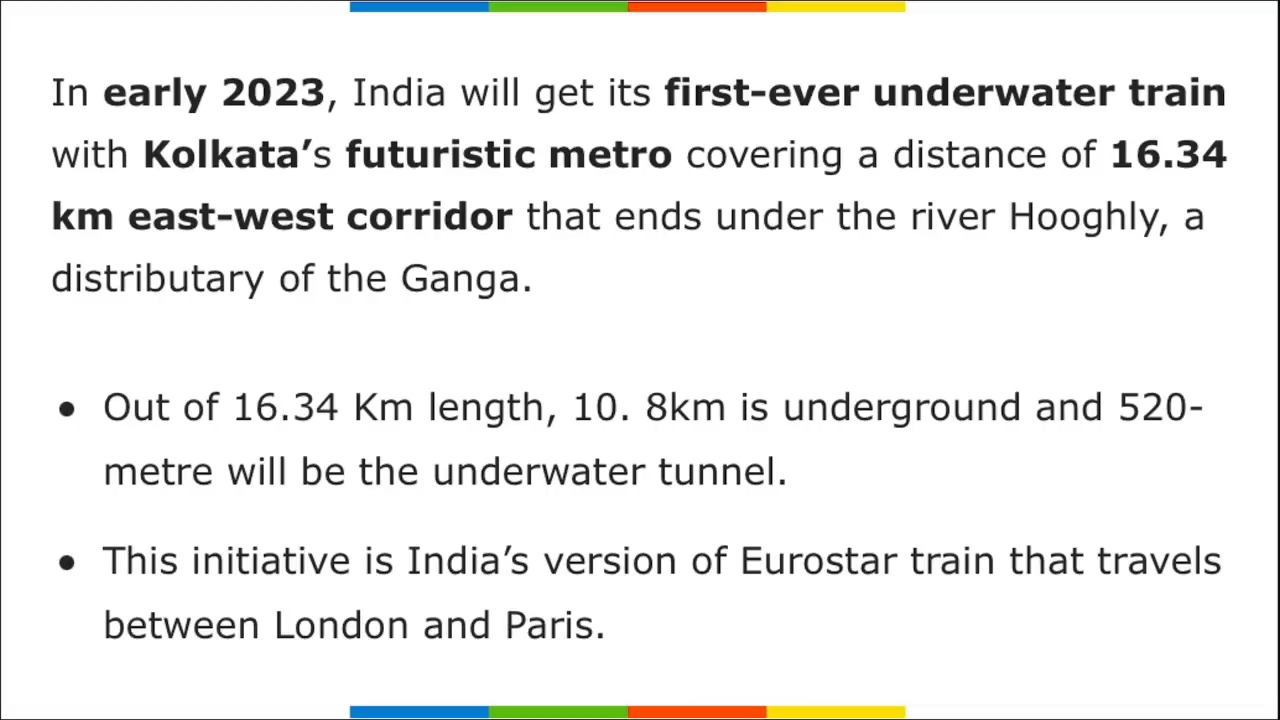 In early 2023, India will get its first-ever underwater train
with Kolkata’s futuristic metro covering a distance of 16.34
km east-west corridor that ends under the river Hooghly, a
distributary of the Ganga.
● Out of 16.34 Km length, 10. 8km is underground and 520-
metre will be the underwater tunnel.
● This initiative is India’s version of Eurostar train that travels
between London and Paris.